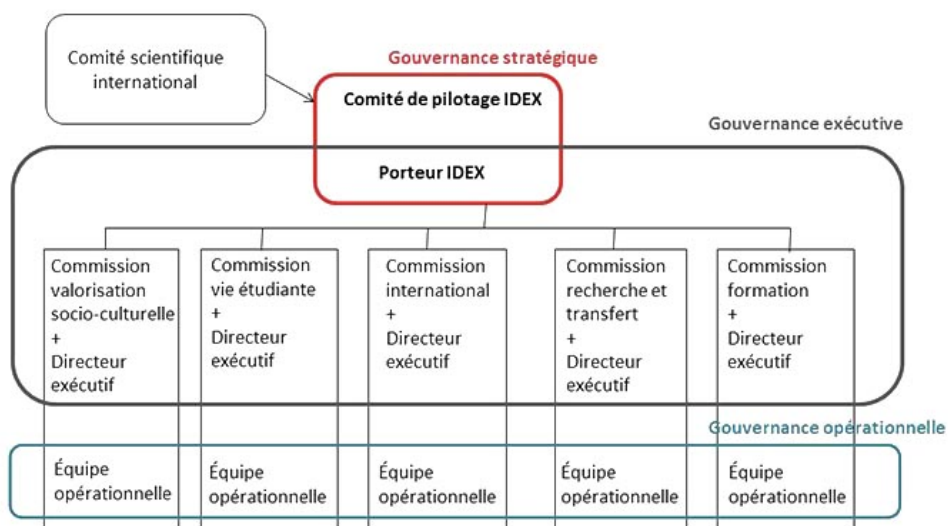 Comité scientifique
international
Gouvernance stratégique
Comité de pilotage IDEX
Gouvernance exécutive
Porteur IDEX
Commission
valorisation
socio-culturelle
+
Directeur
exécutif
Commission
vie étudiante
+
Directeur
exécutif
Commission
international
+
Directeur
exécutif
Commission
recherche et
transfert
+
Directeur
exécutif
Commission
formation
+
Directeur
exécutif
Gouvernance opérationnelle
Équipe
opérationnelle
Équipe
opérationnelle
Équipe
opérationnelle
Équipe
opérationnelle
Équipe
opérationnelle